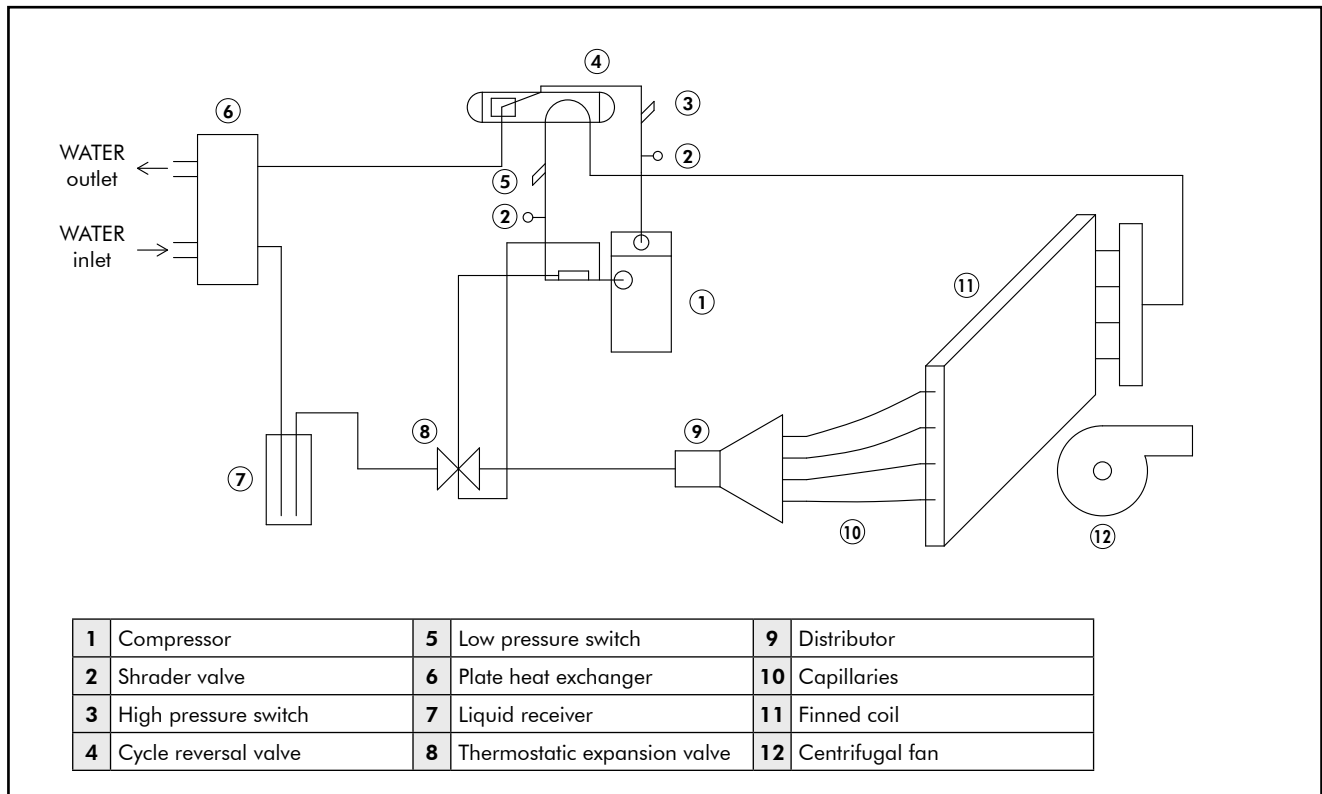 4
3
6
2
WATER
outlet
5
2
WATER
inlet
1
11
8
9
7
10
12
1 Compressor 5 Low pressure switch 9 Distributor
2 Shrader valve 6 Plate heat exchanger 10 Capillaries
3 High pressure switch 7 Liquid receiver 11 Finned coil
4 Cycle reversal valve 8 Thermostatic expansion valve 12 Centrifugal fan